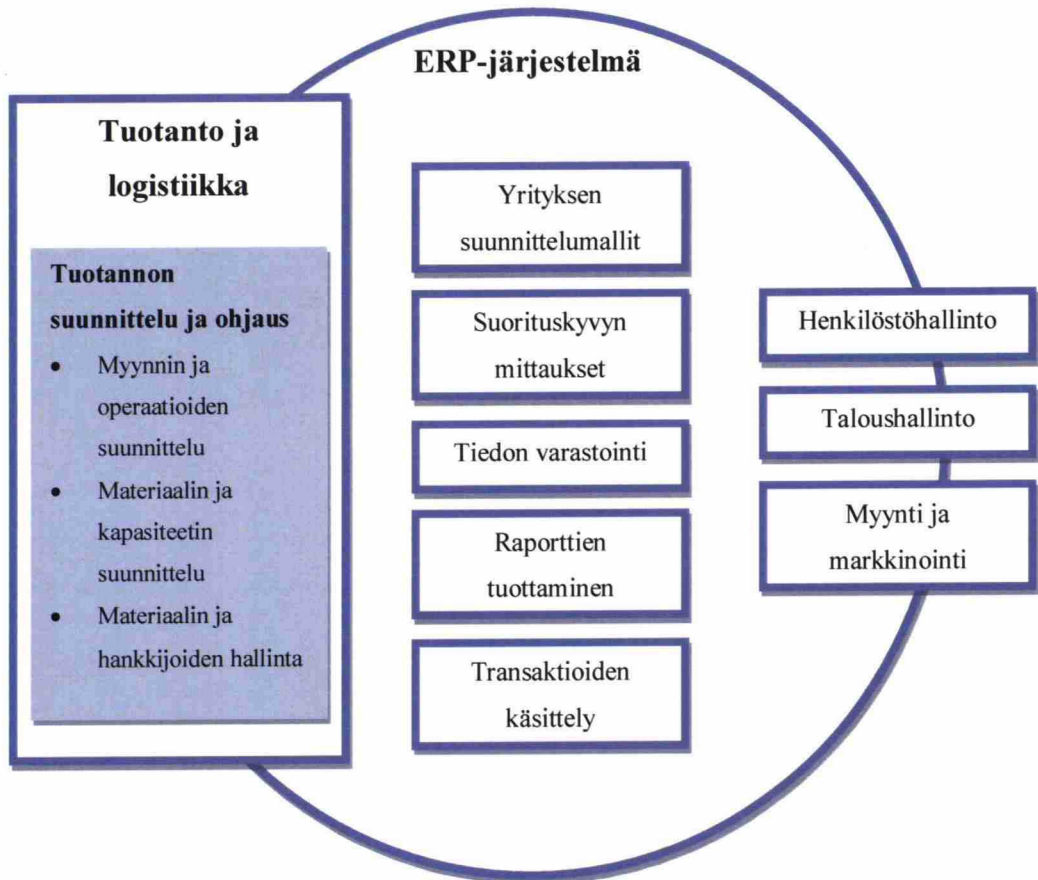 ERP-järjestelmä
Tuotanto ja
logistiikka
Tuotannon
suunnittelu ja ohjaus
• Myynnin ja
operaatioiden
suunnittelu
• Materiaalin ja
kapasiteetin
suunnittelu
• Materiaalin ja
hankkijoiden hallinta
Yrityksen
suunnittelumallit
Suorituskyvyn
mittaukset
Tiedon varastointi
Raporttien
tuottaminen
Transaktioiden
käsittely
Henkilöstöhallinto
Taloushallinto
Myynti ja
markkinointi